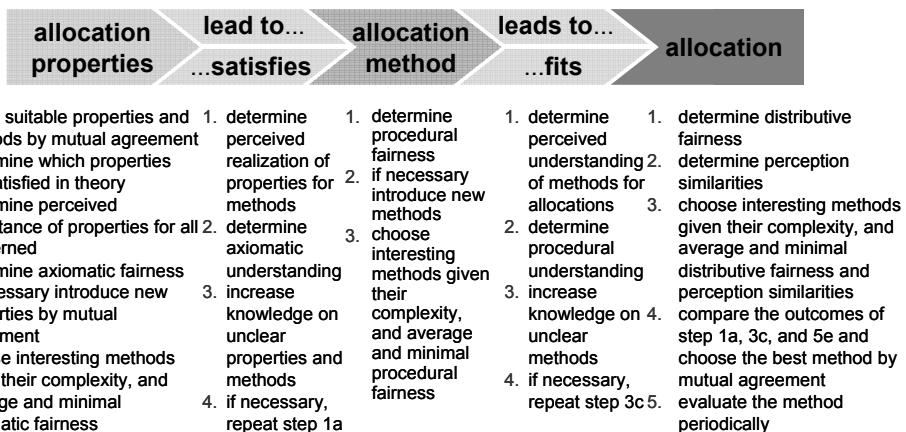 allocation
properties
lead to...
...satisfies
allocation
method
leads to...
...fits
allocation
suitable properties and
ods by mutual agreement
mine which properties
tisfied in theory
mine perceived
tance of properties for all
erned
mine axiomatic fairness
essary introduce new
rties by mutual
ment
se interesting methods
their complexity, and
ge and minimal
atic fairness
1. determine
perceived
realization of
properties for
methods
2. determine
axiomatic
understanding
3. increase
knowledge on
unclear
properties and
methods
4. if necessary,
repeat step 1a
1. determine
procedural
fairness
2. if necessary
introduce new
methods
3. choose
interesting
methods given
their
complexity,
and average
and minimal
procedural
fairness
1. determine
perceived
understanding
of methods for
allocations
2. determine
procedural
understanding
3. increase
knowledge on
unclear
methods
4. if necessary,
repeat step 3c
1. determine distributive
fairness
2. determine perception
similarities
3. choose interesting methods
given their complexity, and
average and minimal
distributive fairness and
perception similarities
4. compare the outcomes of
step 1a, 3c, and 5e and
choose the best method by
mutual agreement
5. evaluate the method
periodically